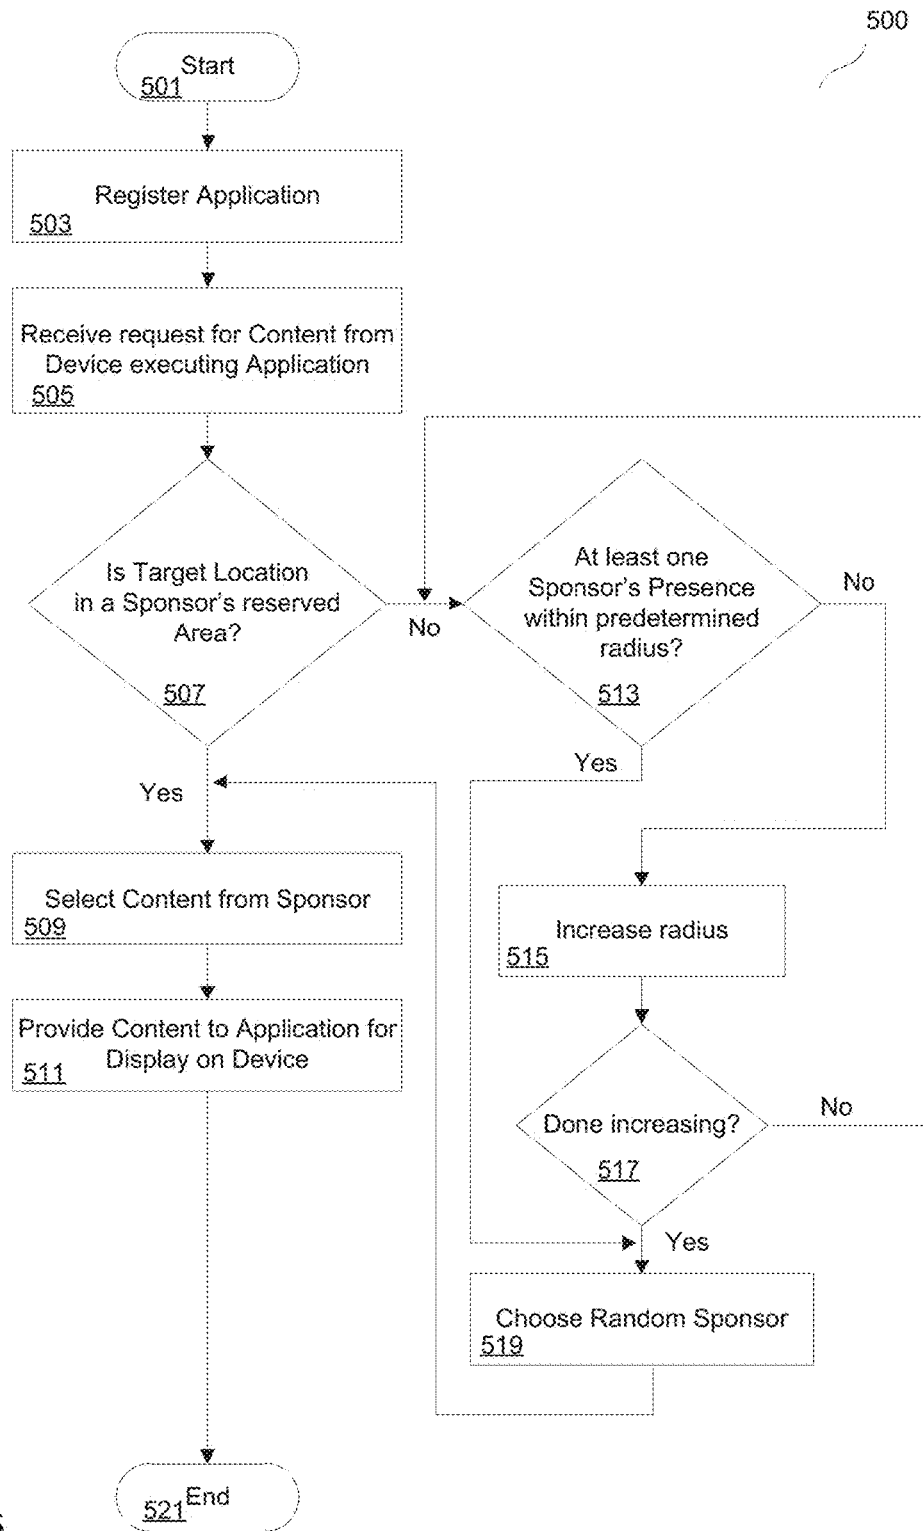 500
Start
501
Register Application
503
Receive request for Content from
Device executing Application
505
Is Target Location
in a Sponsor's reserved
Area?
507
No
At least one
Sponsor's Presence
within predetermined
radius?
513
No
Yes
Yes
Select Content from Sponsor
509
Increase radius
515
Provide Content to Application for
Display on Device
511
Done increasing?
517
No
Yes
Choose Random Sponsor
519
End
521